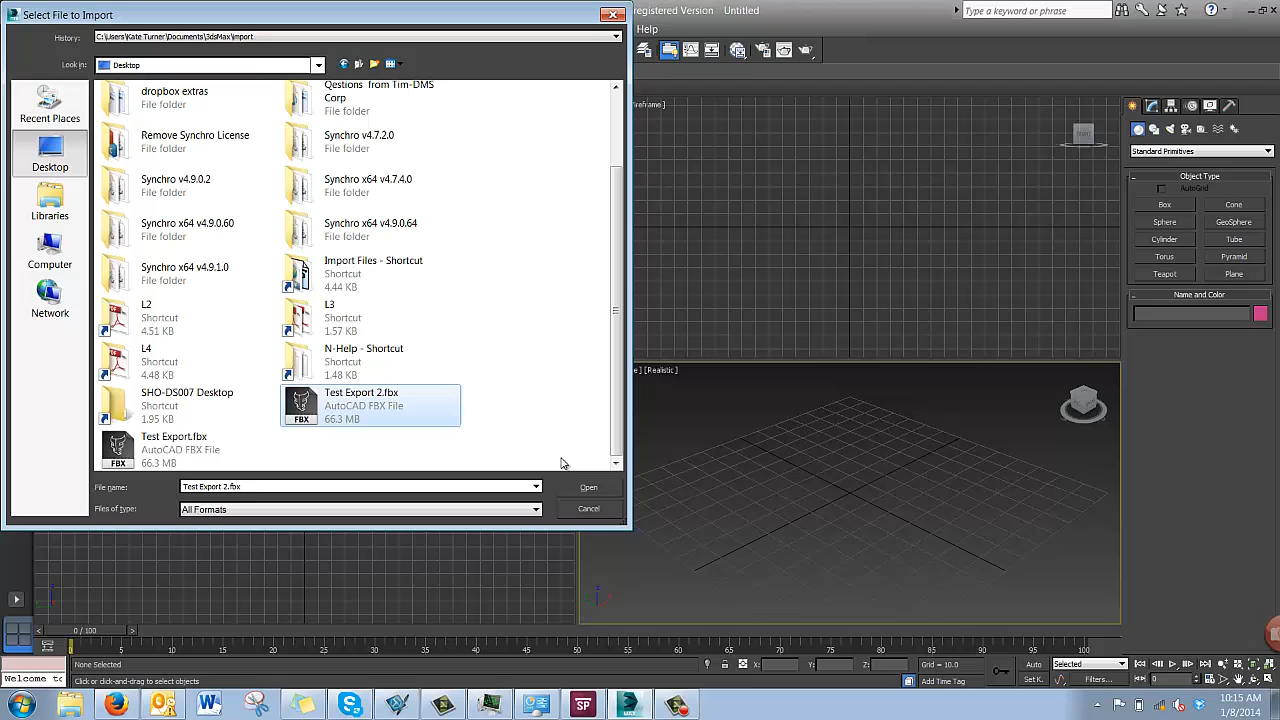 Select File to Import
egistered Version    Untitled
Type a keyword or phrase
Help
History: C:\Users\Kate Turner\Documents\3dsMax\import
Look in: Desktop
Recent Places
Desktop
Libraries
Computer
Network
dropbox extras
File folder
Qestions from Tim-DMS Corp
File folder
Remove Synchro License
File folder
Synchro v4.7.2.0
File folder
Synchro v4.9.0.2
File folder
Synchro x64 v4.7.4.0
File folder
Synchro x64 v4.9.0.60
File folder
Synchro x64 v4.9.0.64
File folder
Synchro x64 v4.9.1.0
File folder
Import Files - Shortcut
Shortcut
4.44 KB
L2
Shortcut
4.51 KB
L3
Shortcut
1.57 KB
L4
Shortcut
4.48 KB
N-Help - Shortcut
Shortcut
1.48 KB
SHO-DS007 Desktop
Shortcut
1.95 KB
FBX
Test Export 2.fbx
AutoCAD FBX File
66.3 MB
FBX
Test Export.fbx
AutoCAD FBX File
66.3 MB
File name: Test Export 2.fbx
Open
Files of type: All Formats
Cancel
ireframe ]
] [Realistic ]
Standard Primitives
Object Type
AutoGrid
Box Cone
Sphere GeoSphere
Cylinder Tube
Torus Pyramid
Teapot Plane
Name and Color
0 / 100
5 10 15 20 25 30 35 40 45 50 55 60 65 70 75 80 85 90 95 100
None Selected
X: Y: Z: Grid = 10.0
Auto Selected
Welcome to
Click or click-and-drag to select objects
Add Time Tag
Set K. Filters... 0
SP
MAX
10:15 AM
1/8/2014